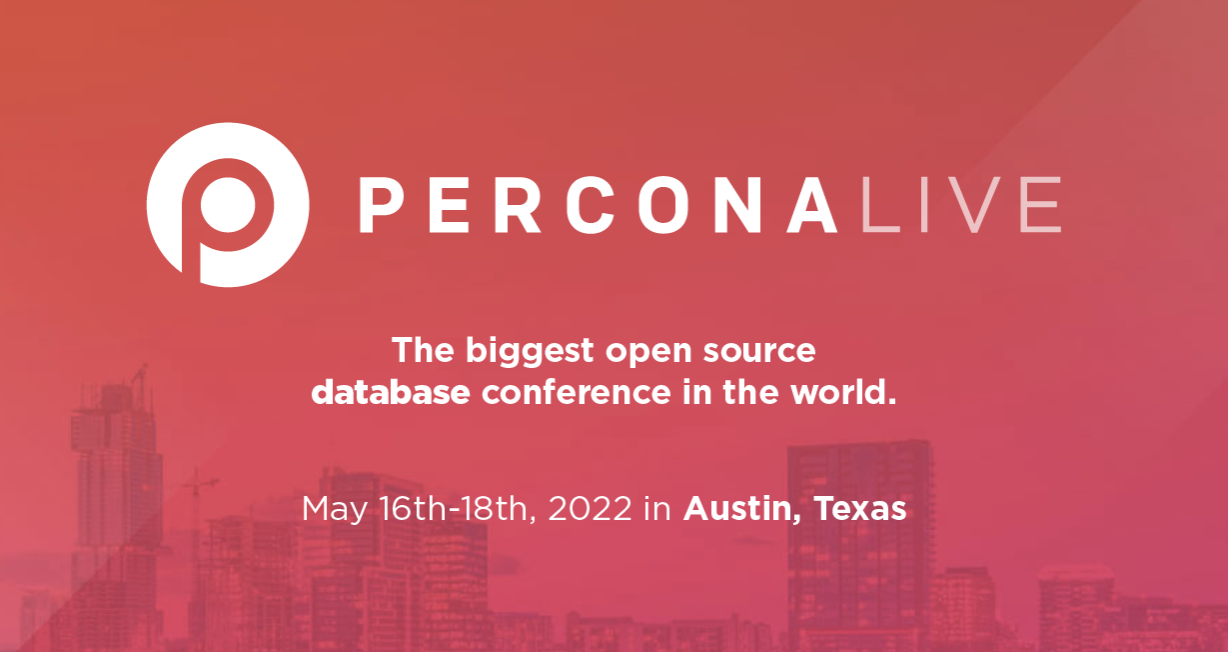 PERCONALIVE
The biggest open source
database conference in the world.
May 16th-18th, 2022 in Austin, Texas